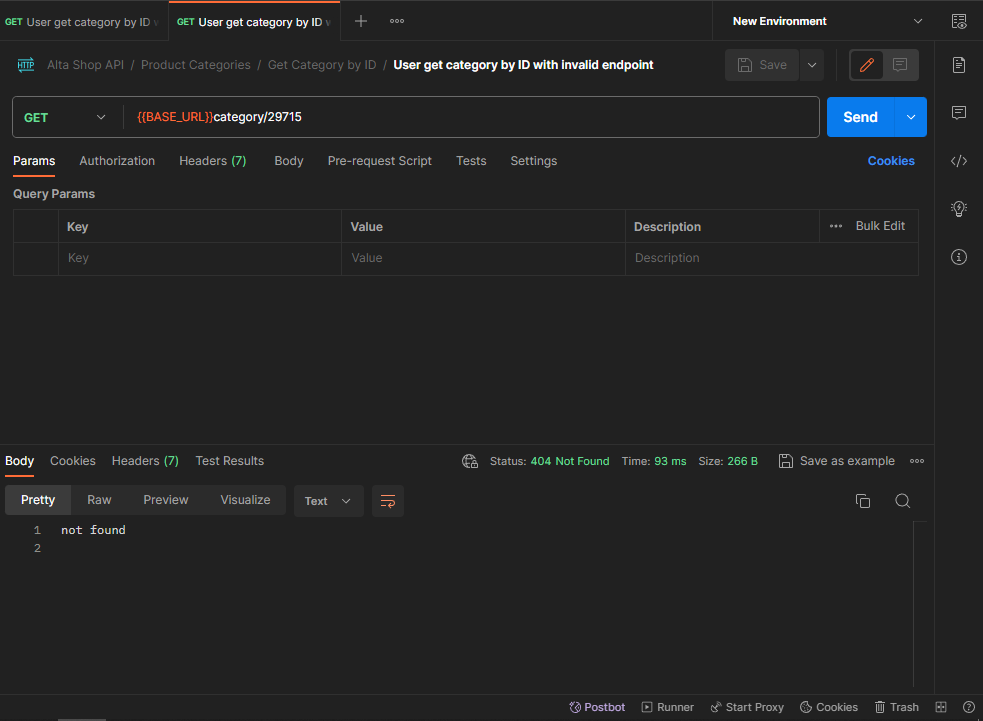 GET User get category by ID v GET User get category by ID v New Environment
HTTP Alta Shop API / Product Categories / Get Category by ID / User get category by ID with invalid endpoint Save
GET {{BASE_URL}}category/29715 Send
Params Authorization Headers (7) Body Pre-request Script Tests Settings Cookies
Query Params
Key Value Description Bulk Edit
Key Value Description
Body Cookies Headers (7) Test Results Status: 404 Not Found Time: 93 ms Size: 266 B Save as example
Pretty Raw Preview Visualize Text
1 not found
2
Postbot Runner Start Proxy Cookies Trash